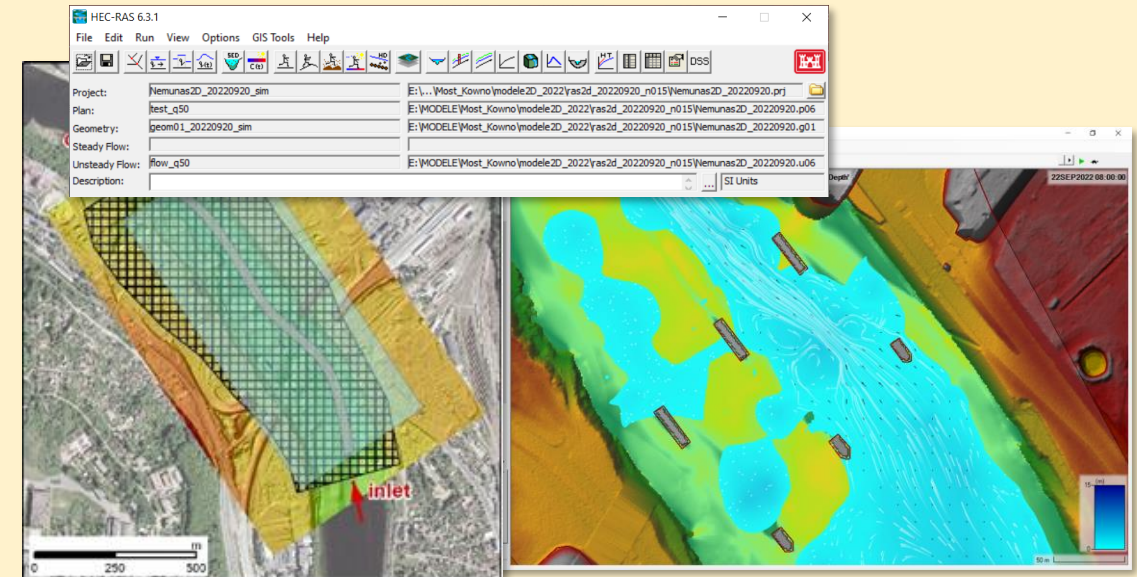 HEC-RAS 6.3.1
File Edit Run View Options GIS Tools Help
SED C(t) S(t) HD HT DSS
Project: Nemunas2D_20220920_sim E:\...\Most_Kowno\modele2D_2022\ras2d_20220920_n015\Nemunas2D_20220920.prj
Plan: test_q50 E:\MODELE\Most_Kowno\modele2D_2022\ras2d_20220920_n015\Nemunas2D_20220920.p06
Geometry: geom01_20220920_sim E:\MODELE\Most_Kowno\modele2D_2022\ras2d_20220920_n015\Nemunas2D_20220920.g01
Steady Flow:
Unsteady Flow: flow_q50 E:\MODELE\Most_Kowno\modele2D_2022\ras2d_20220920_n015\Nemunas2D_20220920.u06
Description: ... SI Units
Depth'
22SEP2022 08:00:00
inlet
m
0 250 500
15 (m)
0
50 m